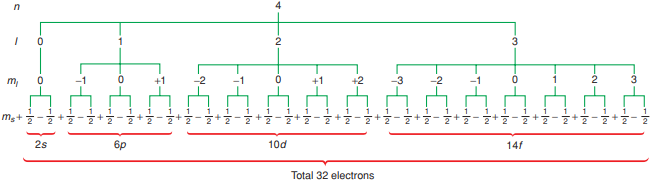 n 4
l 0 1 2 3
m_l 0 −1 0 +1 −2 −1 0 +1 +2 −3 −2 −1 0 1 2 3
m_s +1/2 −1/2 +1/2 −1/2 +1/2 −1/2 +1/2 −1/2 +1/2 −1/2 +1/2 −1/2 +1/2 −1/2 +1/2 −1/2 +1/2 −1/2 +1/2 −1/2 +1/2 −1/2 +1/2 −1/2 +1/2 −1/2 +1/2 −1/2 +1/2 −1/2 +1/2 −1/2
2s 6p 10d 14f
Total 32 electrons